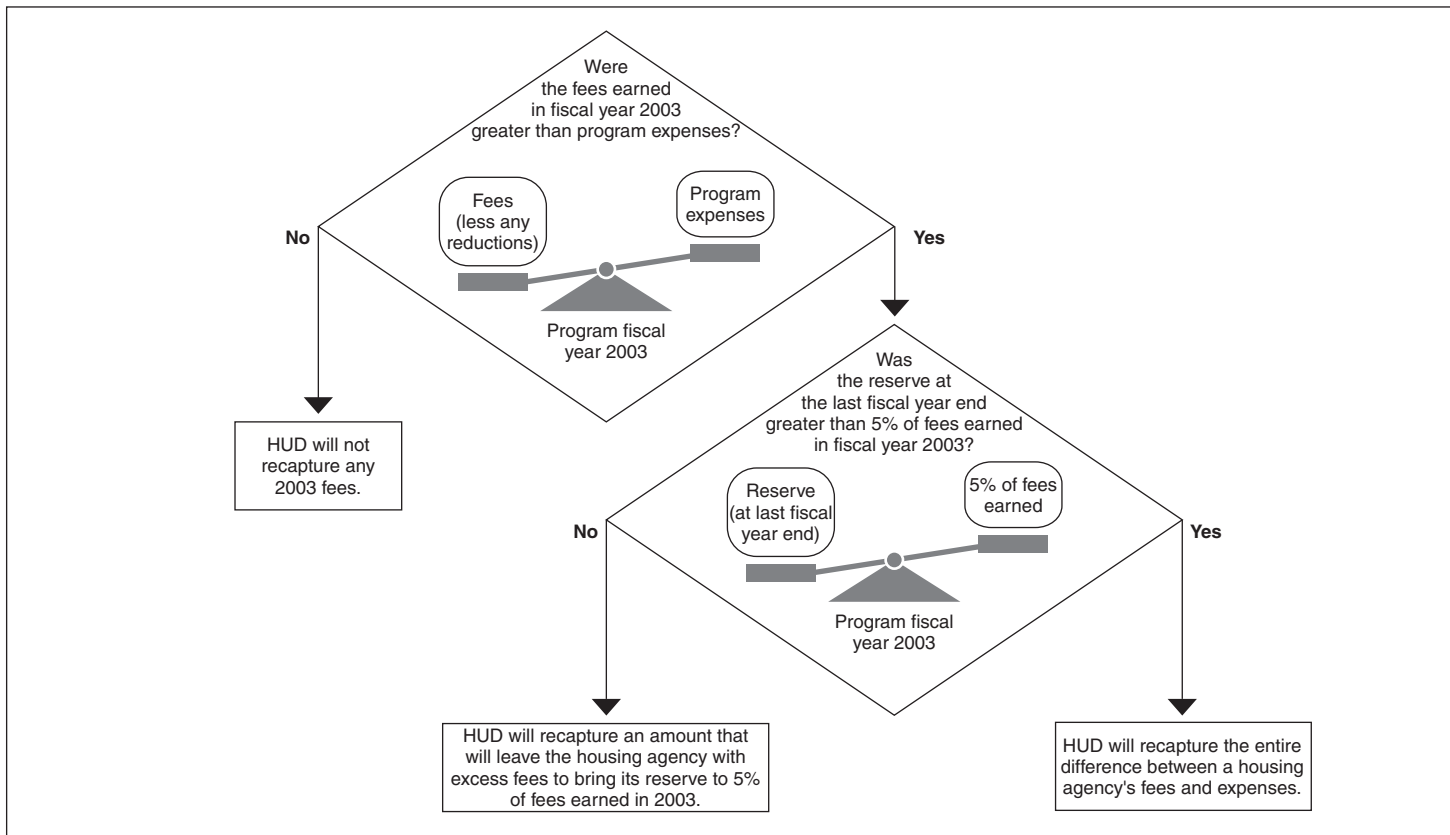 Were
the fees earned
in fiscal year 2003
greater than program expenses?
Fees
(less any
reductions)
Program
expenses
Program fiscal
year 2003
No
Yes
HUD will not
recapture any
2003 fees.
Was
the reserve at
the last fiscal year end
greater than 5% of fees earned
in fiscal year 2003?
Reserve
(at last fiscal
year end)
5% of fees
earned
Program fiscal
year 2003
No
Yes
HUD will recapture an amount that
will leave the housing agency with
excess fees to bring its reserve to 5%
of fees earned in 2003.
HUD will recapture the entire
difference between a housing
agency's fees and expenses.